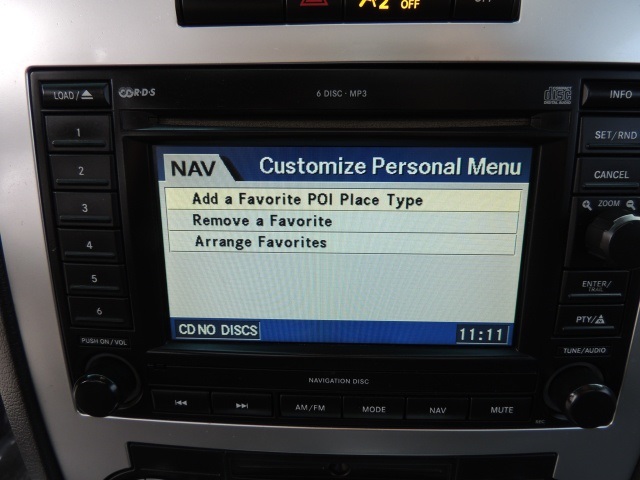 OFF
LOAD /
R·D·S
6 DISC · MP3
disc
INFO
1
2
3
4
5
6
SET/RND
CANCEL
ZOOM
ENTER/
PTY/
NAV
Customize Personal Menu
Add a Favorite POI Place Type
Remove a Favorite
Arrange Favorites
CD NO DISCS
11:11
PUSH ON / VOL
TUNE/AUDIO
NAVIGATION DISC
AM/FM
MODE
NAV
MUTE